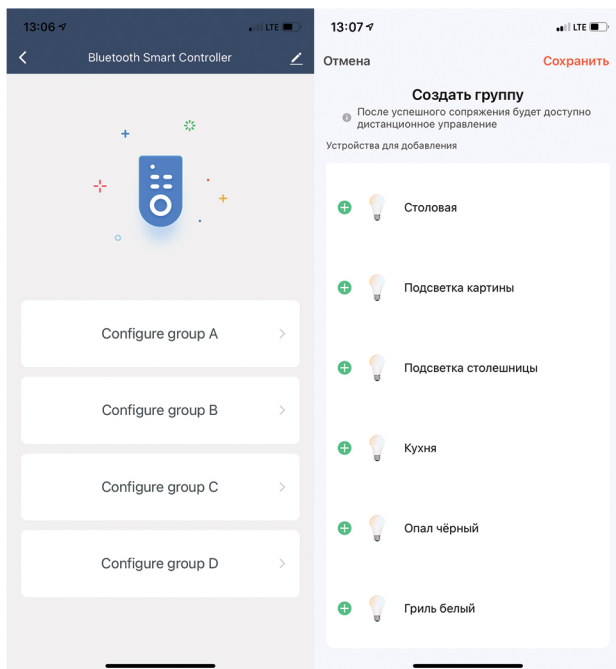 13:06
LTE
Bluetooth Smart Controller
Configure group A
Configure group B
Configure group C
Configure group D
13:07
LTE
Отмена
Сохранить
Создать группу
После успешного сопряжения будет доступно
дистанционное управление
Устройства для добавления
Столовая
Подсветка картины
Подсветка столешницы
Кухня
Опал чёрный
Гриль белый